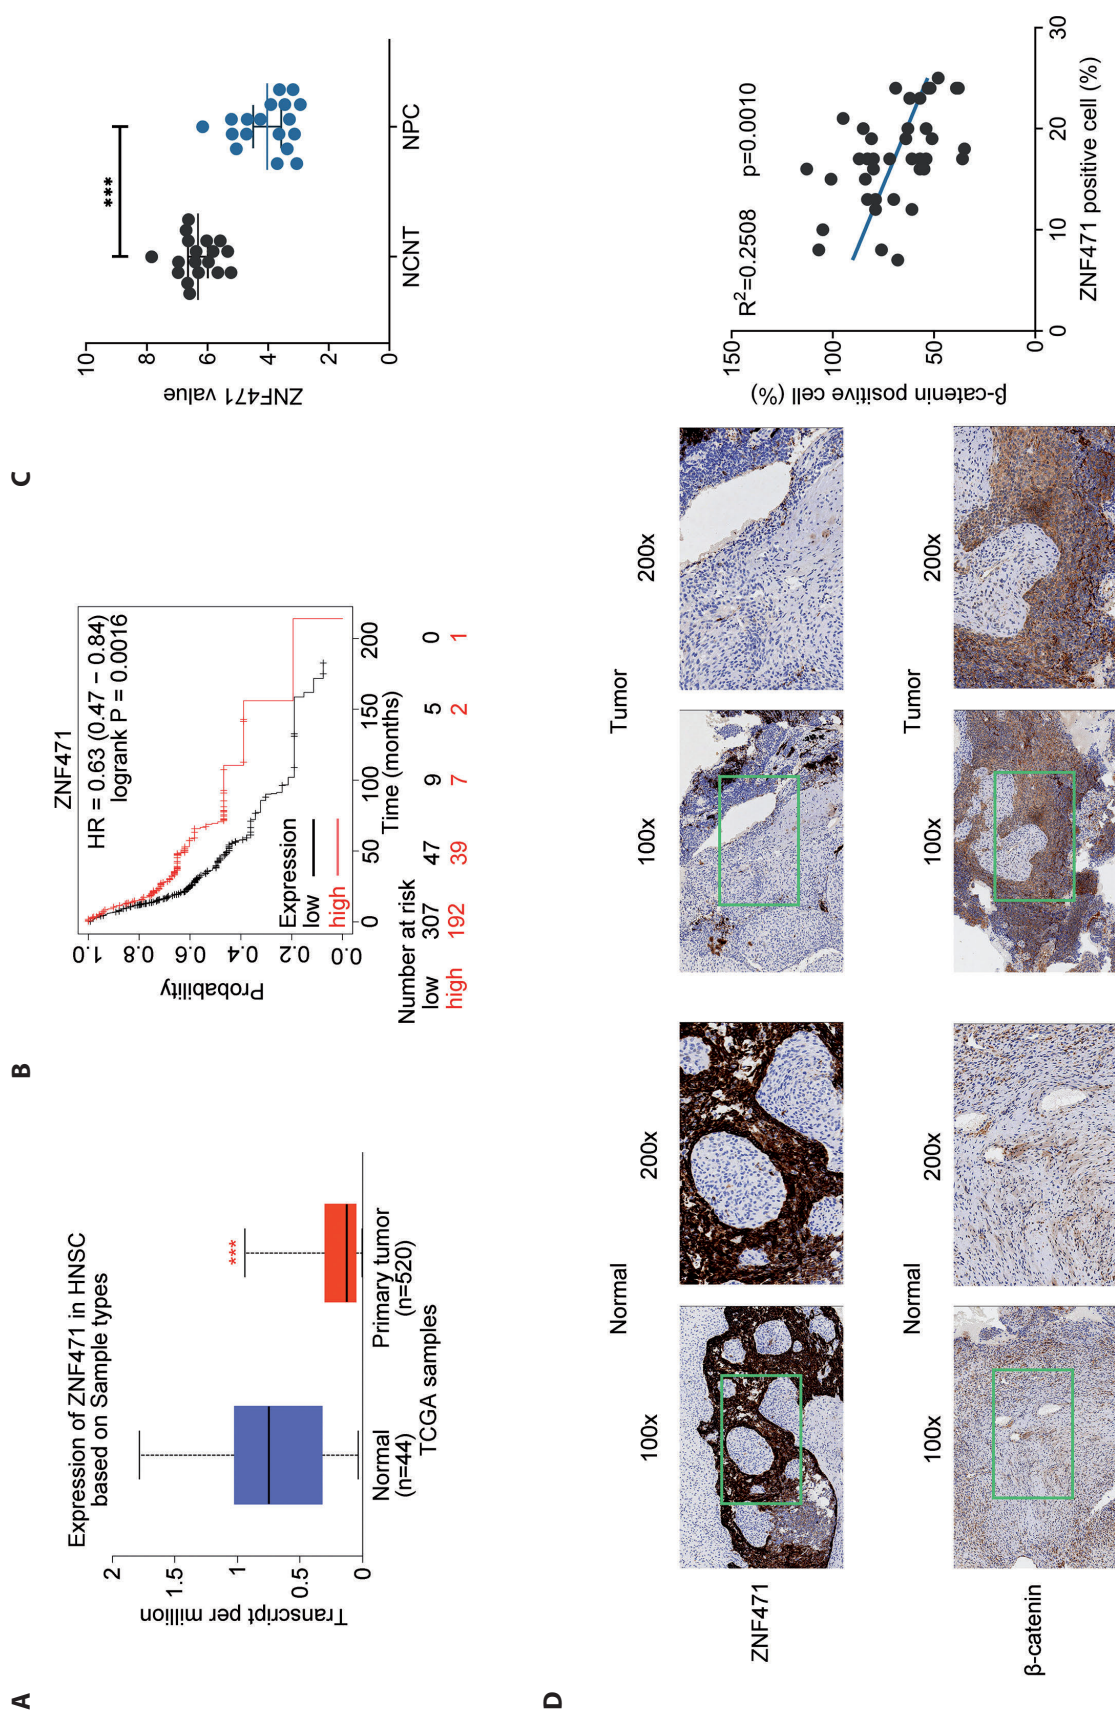 A
Expression of ZNF471 in HNSC
based on Sample types
Transcript per million
2
1.5
1
0.5
0
Normal
(n=44)
Primary tumor
(n=520)
***
TCGA samples
B
ZNF471
HR = 0.63 (0.47 − 0.84)
logrank P = 0.0016
Probability
1.0
0.8
0.6
0.4
0.2
0.0
Expression
low
high
0 50 100 150 200
Time (months)
Number at risk
low 307 47 9 5 0
high 192 39 7 2 1
C
ZNF471 value
10
8
6
4
2
0
***
NCNT NPC
D
Normal
100x 200x
Tumor
100x 200x
ZNF471
Normal
100x 200x
Tumor
100x 200x
β-catenin
R²=0.2508 p=0.0010
β-catenin positive cell (%)
150
100
50
0
0 10 20 30
ZNF471 positive cell (%)